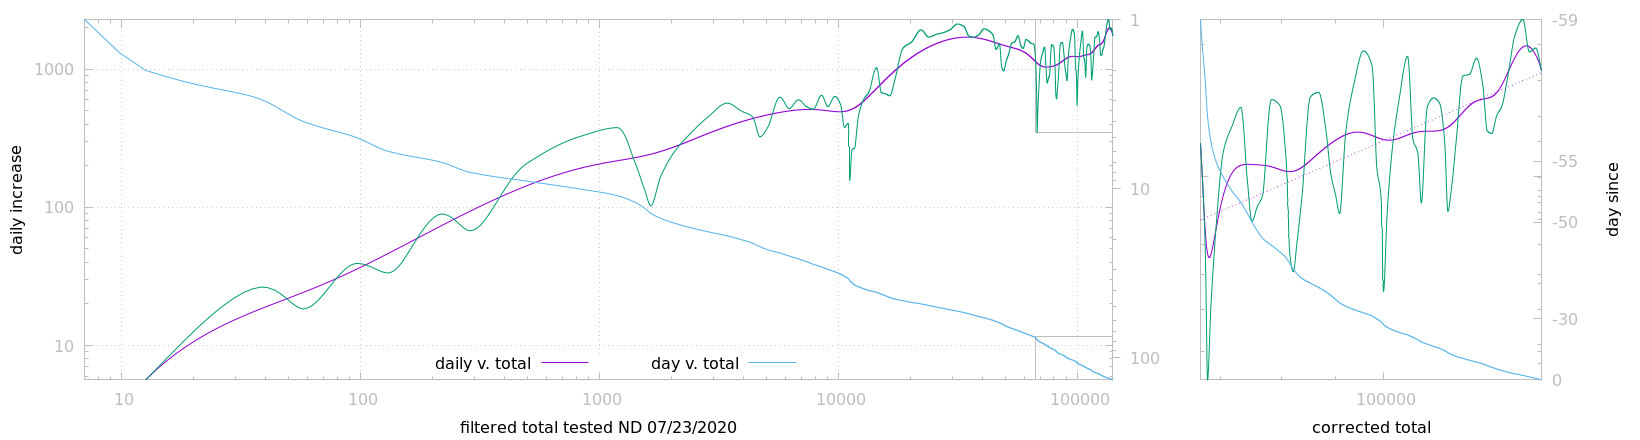 1000
100
10
daily increase
daily v. total
day v. total
10
100
1000
10000
100000
filtered total tested ND 07/23/2020
1
10
100
100000
corrected total
-59
-55
-50
-30
0
day since